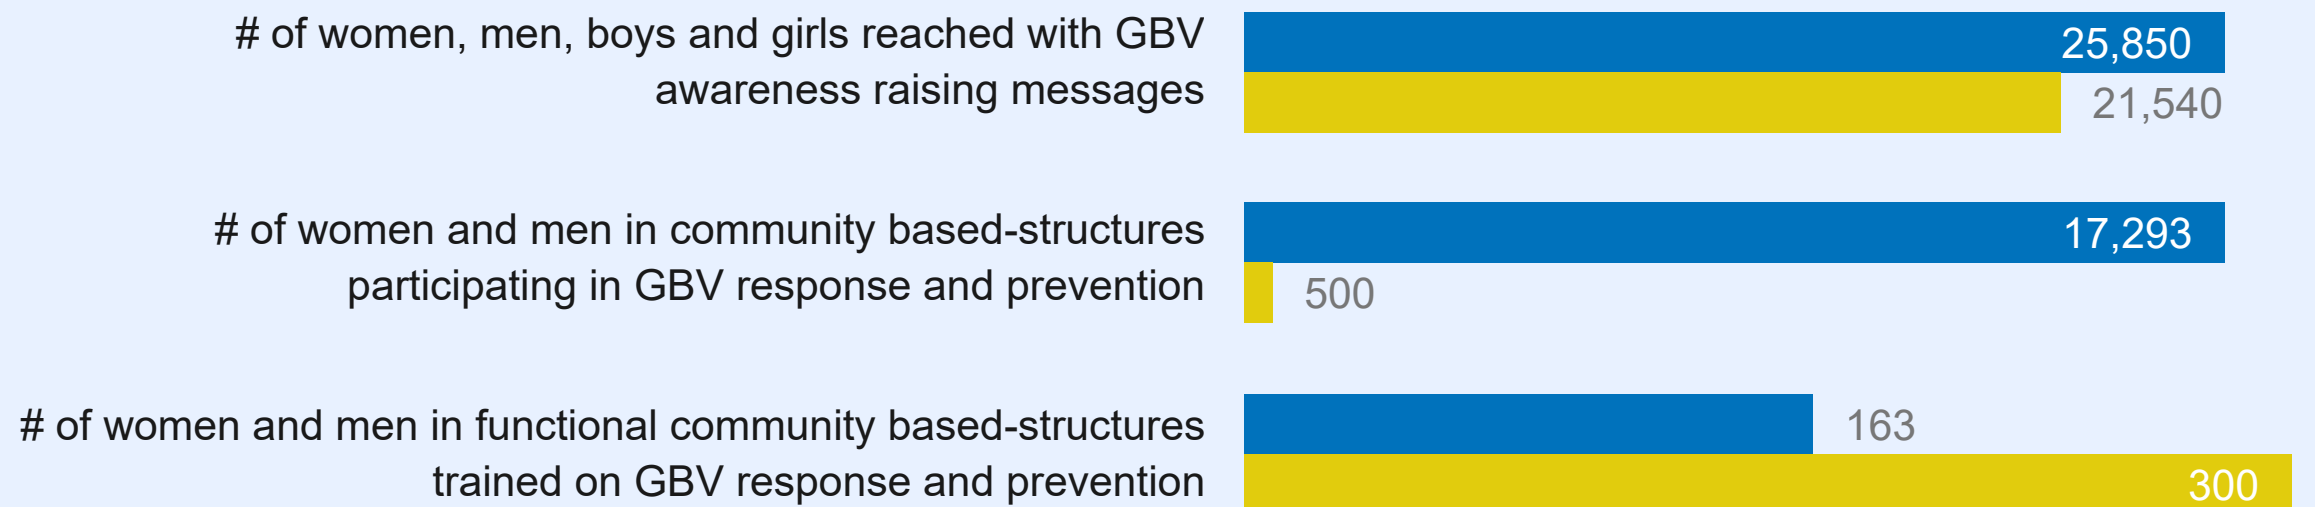 # of women, men, boys and girls reached with GBV
awareness raising messages
25,850
21,540
# of women and men in community based-structures
participating in GBV response and prevention
17,293
500
# of women and men in functional community based-structures
trained on GBV response and prevention
163
300